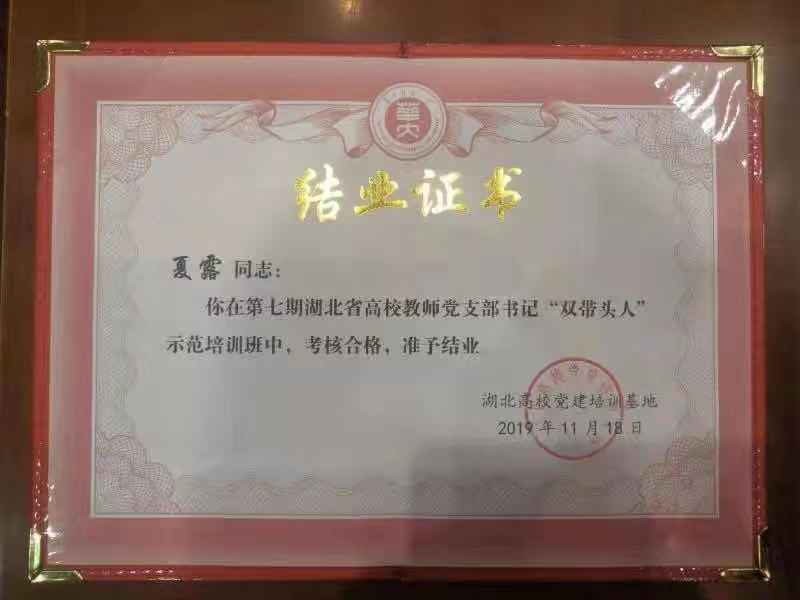 结业证书
夏露 同志：
你在第七期湖北省高校教师党支部书记“双带头人”
示范培训班中，考核合格，准予结业
湖北高校党建培训基地
2019年11月18日